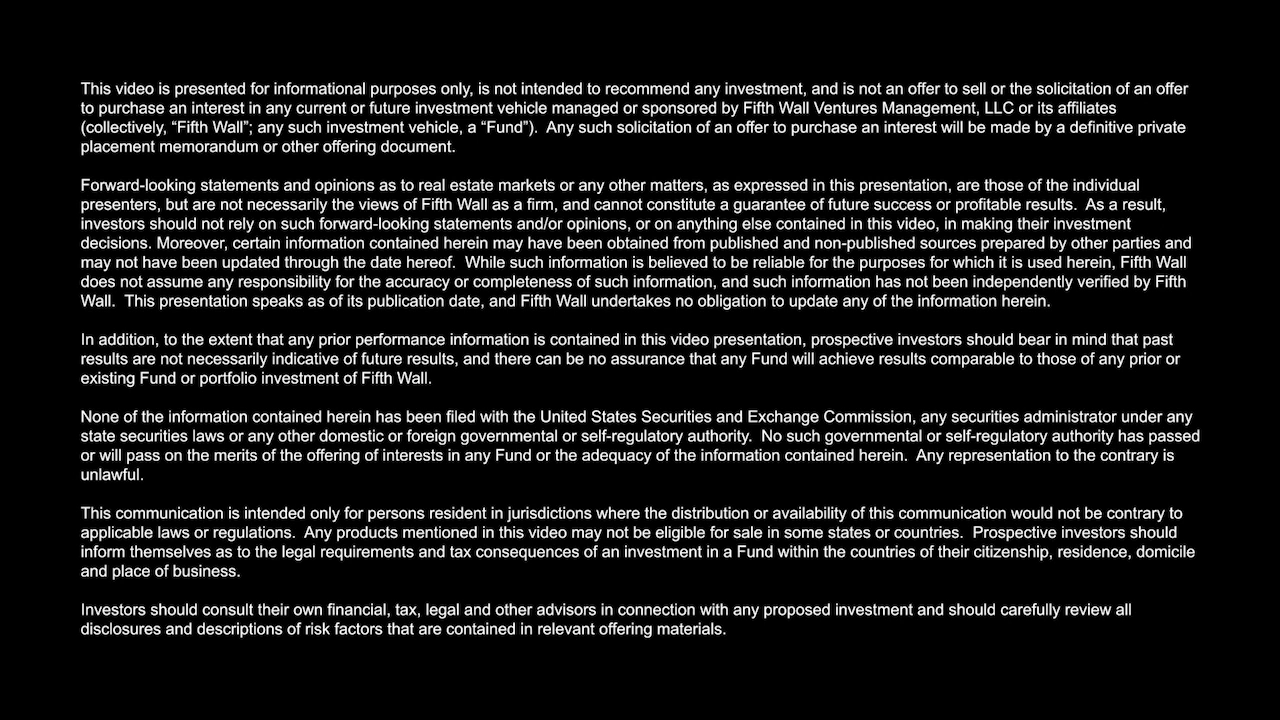 This video is presented for informational purposes only, is not intended to recommend any investment, and is not an offer to sell or the solicitation of an offer
to purchase an interest in any current or future investment vehicle managed or sponsored by Fifth Wall Ventures Management, LLC or its affiliates
(collectively, “Fifth Wall”; any such investment vehicle, a “Fund”).  Any such solicitation of an offer to purchase an interest will be made by a definitive private
placement memorandum or other offering document.
Forward-looking statements and opinions as to real estate markets or any other matters, as expressed in this presentation, are those of the individual
presenters, but are not necessarily the views of Fifth Wall as a firm, and cannot constitute a guarantee of future success or profitable results.  As a result,
investors should not rely on such forward-looking statements and/or opinions, or on anything else contained in this video, in making their investment
decisions. Moreover, certain information contained herein may have been obtained from published and non-published sources prepared by other parties and
may not have been updated through the date hereof.  While such information is believed to be reliable for the purposes for which it is used herein, Fifth Wall
does not assume any responsibility for the accuracy or completeness of such information, and such information has not been independently verified by Fifth
Wall.  This presentation speaks as of its publication date, and Fifth Wall undertakes no obligation to update any of the information herein.
In addition, to the extent that any prior performance information is contained in this video presentation, prospective investors should bear in mind that past
results are not necessarily indicative of future results, and there can be no assurance that any Fund will achieve results comparable to those of any prior or
existing Fund or portfolio investment of Fifth Wall.
None of the information contained herein has been filed with the United States Securities and Exchange Commission, any securities administrator under any
state securities laws or any other domestic or foreign governmental or self-regulatory authority.  No such governmental or self-regulatory authority has passed
or will pass on the merits of the offering of interests in any Fund or the adequacy of the information contained herein.  Any representation to the contrary is
unlawful.
This communication is intended only for persons resident in jurisdictions where the distribution or availability of this communication would not be contrary to
applicable laws or regulations.  Any products mentioned in this video may not be eligible for sale in some states or countries.  Prospective investors should
inform themselves as to the legal requirements and tax consequences of an investment in a Fund within the countries of their citizenship, residence, domicile
and place of business.
Investors should consult their own financial, tax, legal and other advisors in connection with any proposed investment and should carefully review all
disclosures and descriptions of risk factors that are contained in relevant offering materials.